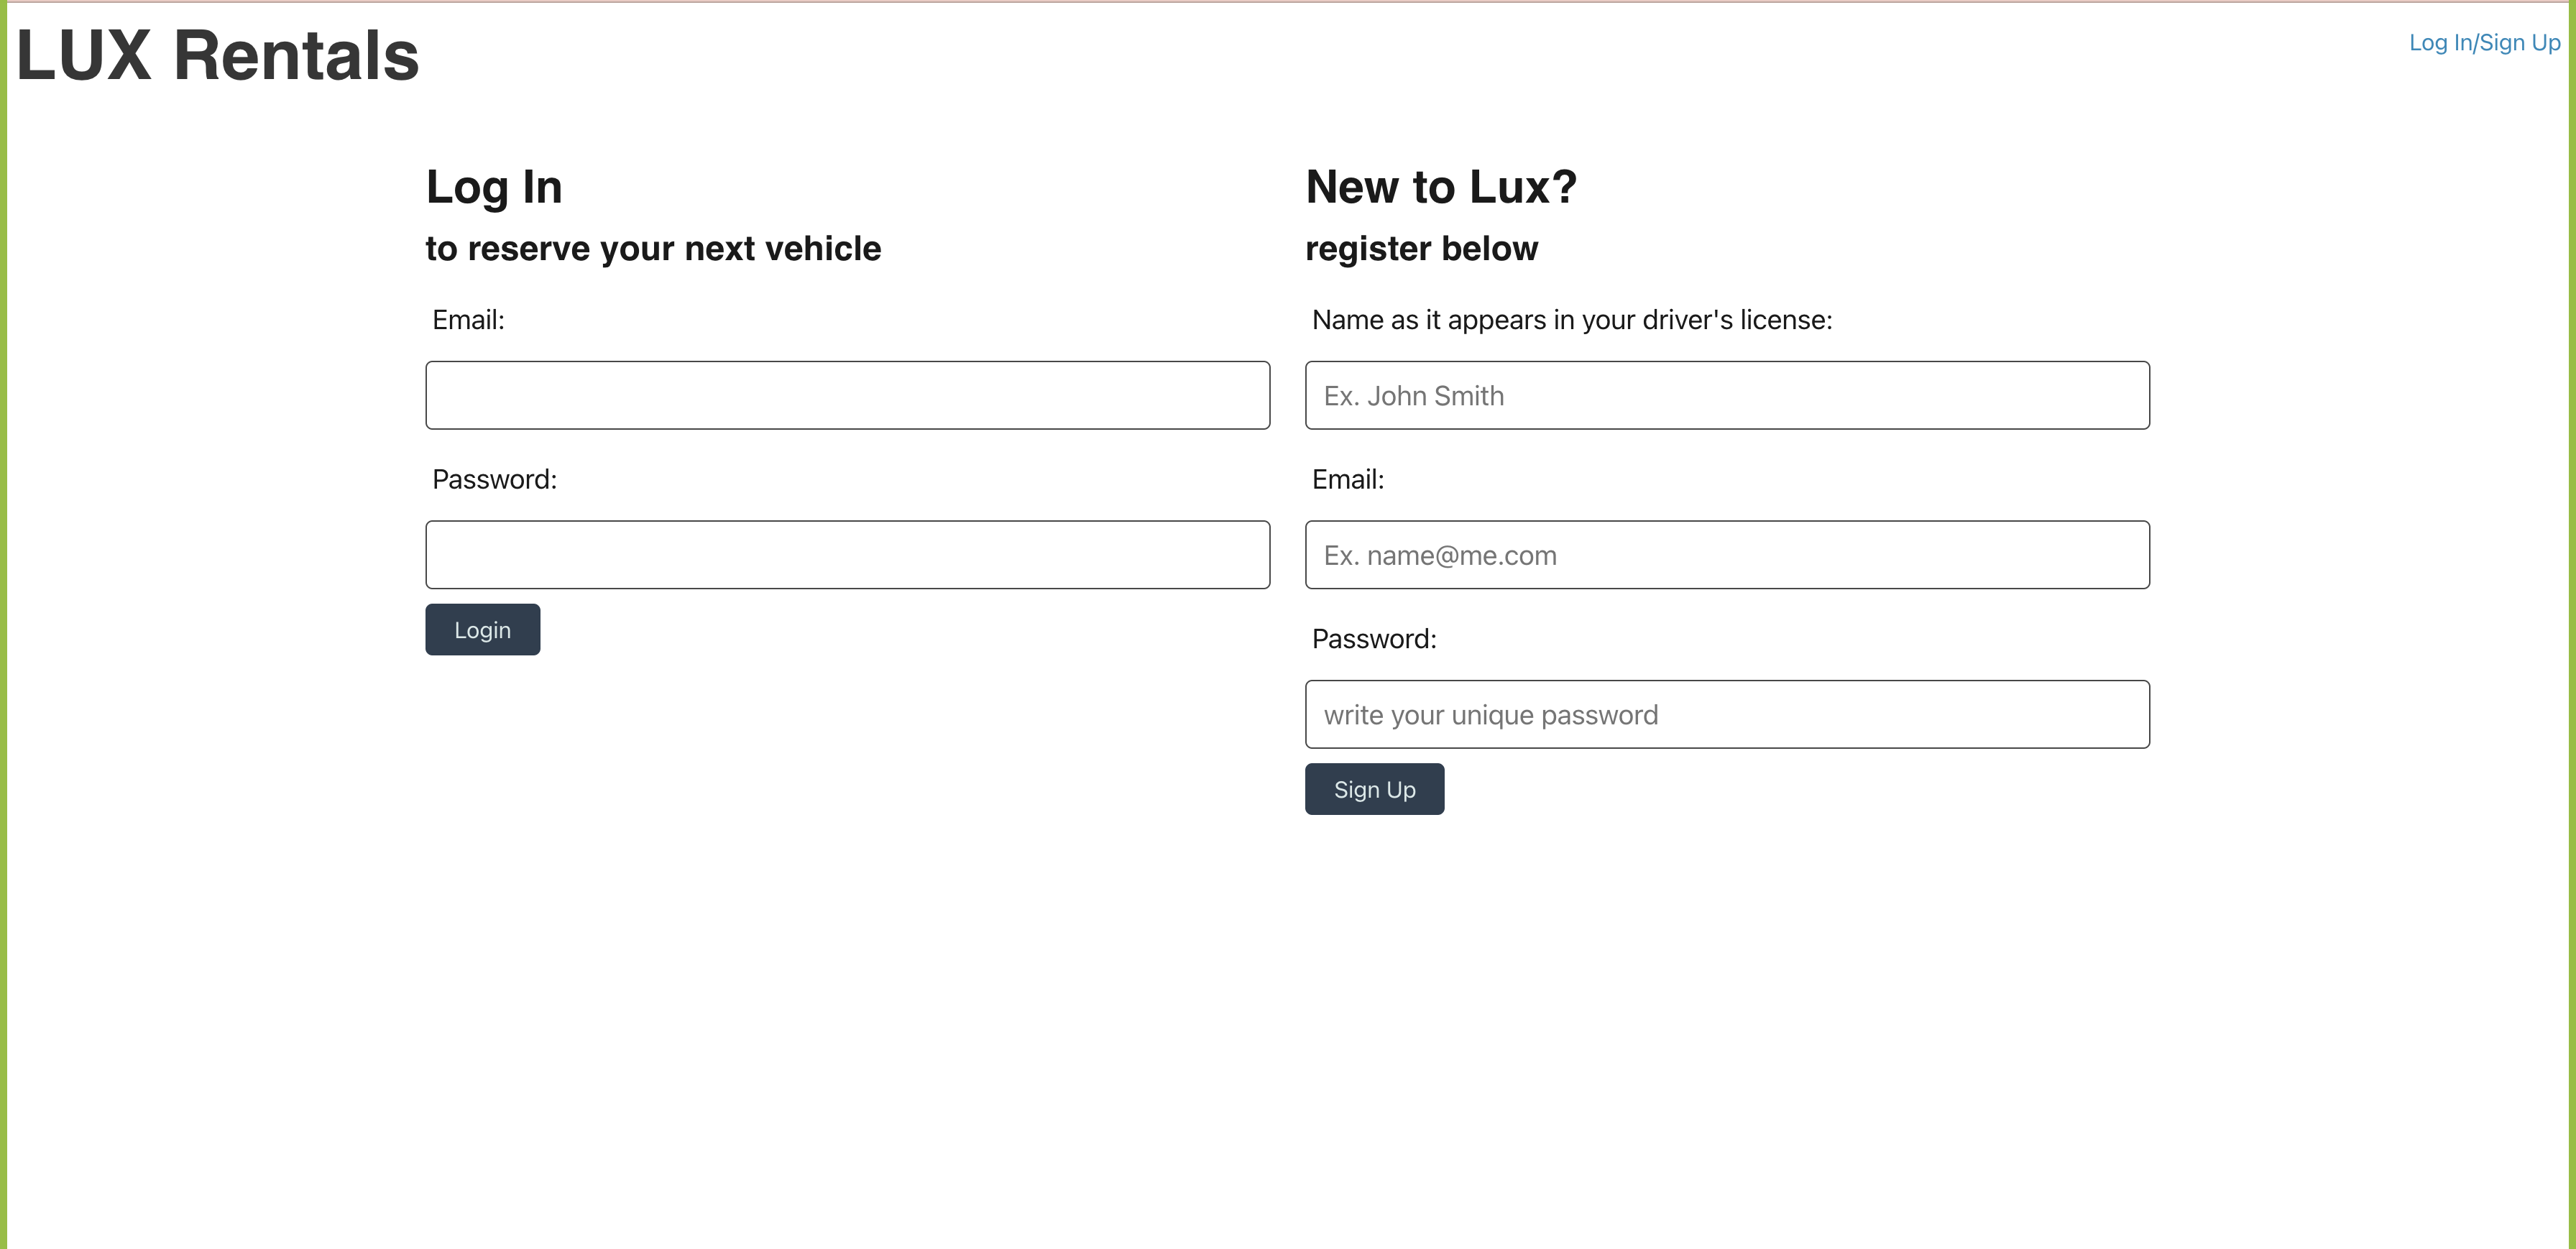 LUX Rentals
Log In/Sign Up
Log In
to reserve your next vehicle
Email:
Password:
Login
New to Lux?
register below
Name as it appears in your driver's license:
Ex. John Smith
Email:
Ex. name@me.com
Password:
write your unique password
Sign Up